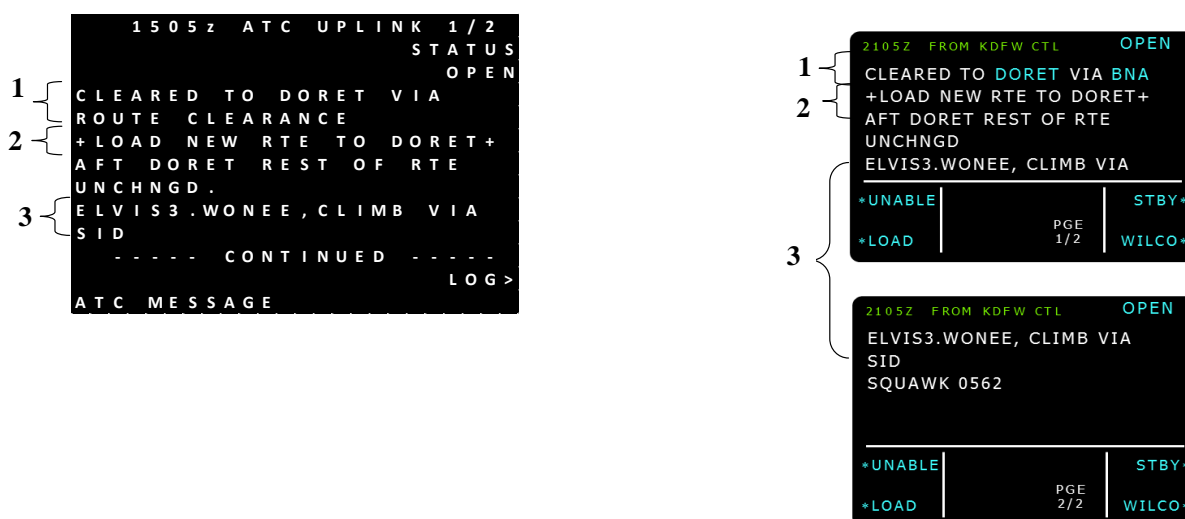 1505z ATC UPLINK 1/2
STATUS
OPEN
1
CLEARED TO DORET VIA
ROUTE CLEARANCE
2
+LOAD NEW RTE TO DORET+
AFT DORET REST OF RTE
UNCHNGD.
3
ELVIS3.WONEE,CLIMB VIA
SID
----- CONTINUED -----
LOG>
ATC MESSAGE
2105Z FROM KDFW CTL OPEN
1
CLEARED TO DORET VIA BNA
2
+LOAD NEW RTE TO DORET+
AFT DORET REST OF RTE
UNCHNGD
ELVIS3.WONEE, CLIMB VIA
*UNABLE STBY*
PGE
*LOAD 1/2 WILCO*
3
2105Z FROM KDFW CTL OPEN
ELVIS3.WONEE, CLIMB VIA
SID
SQUAWK 0562
*UNABLE STBY*
PGE
*LOAD 2/2 WILCO*